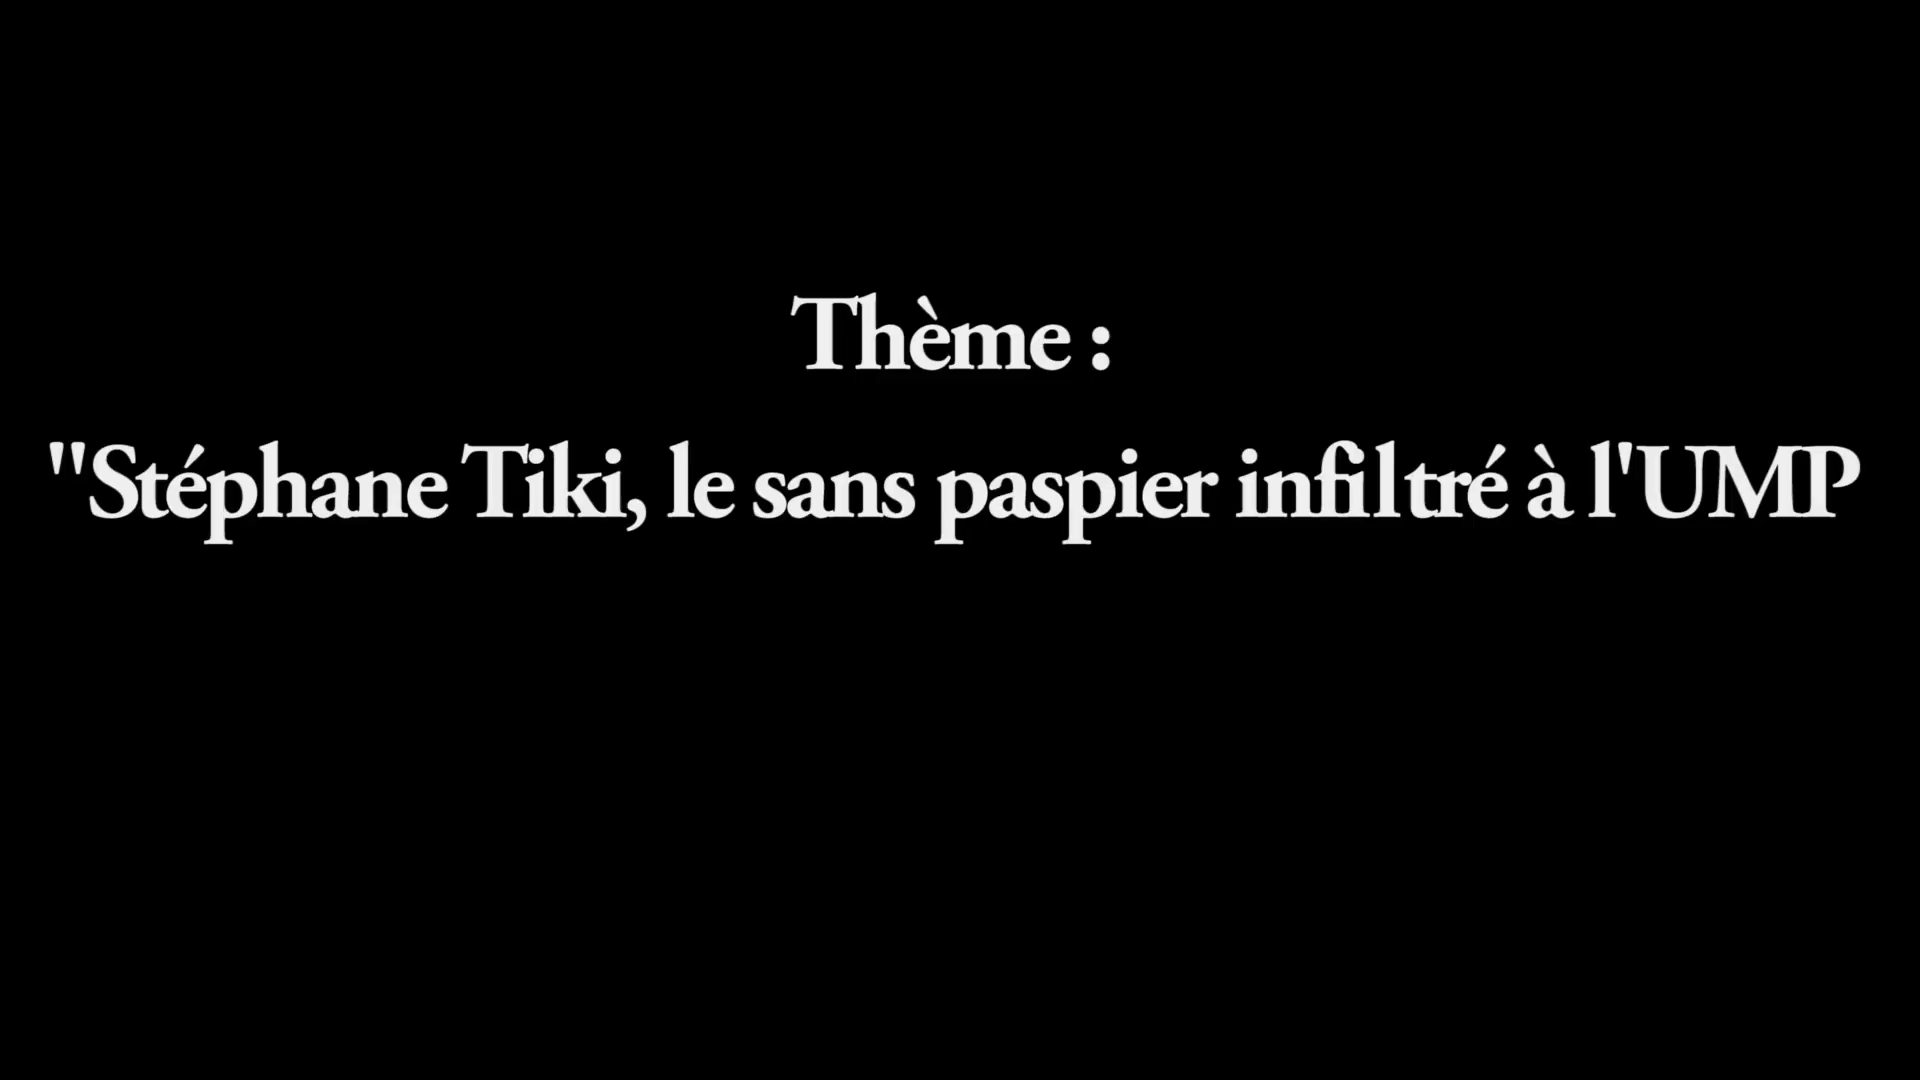 Thème :
"Stéphane Tiki, le sans paspier infiltré à l'UMP